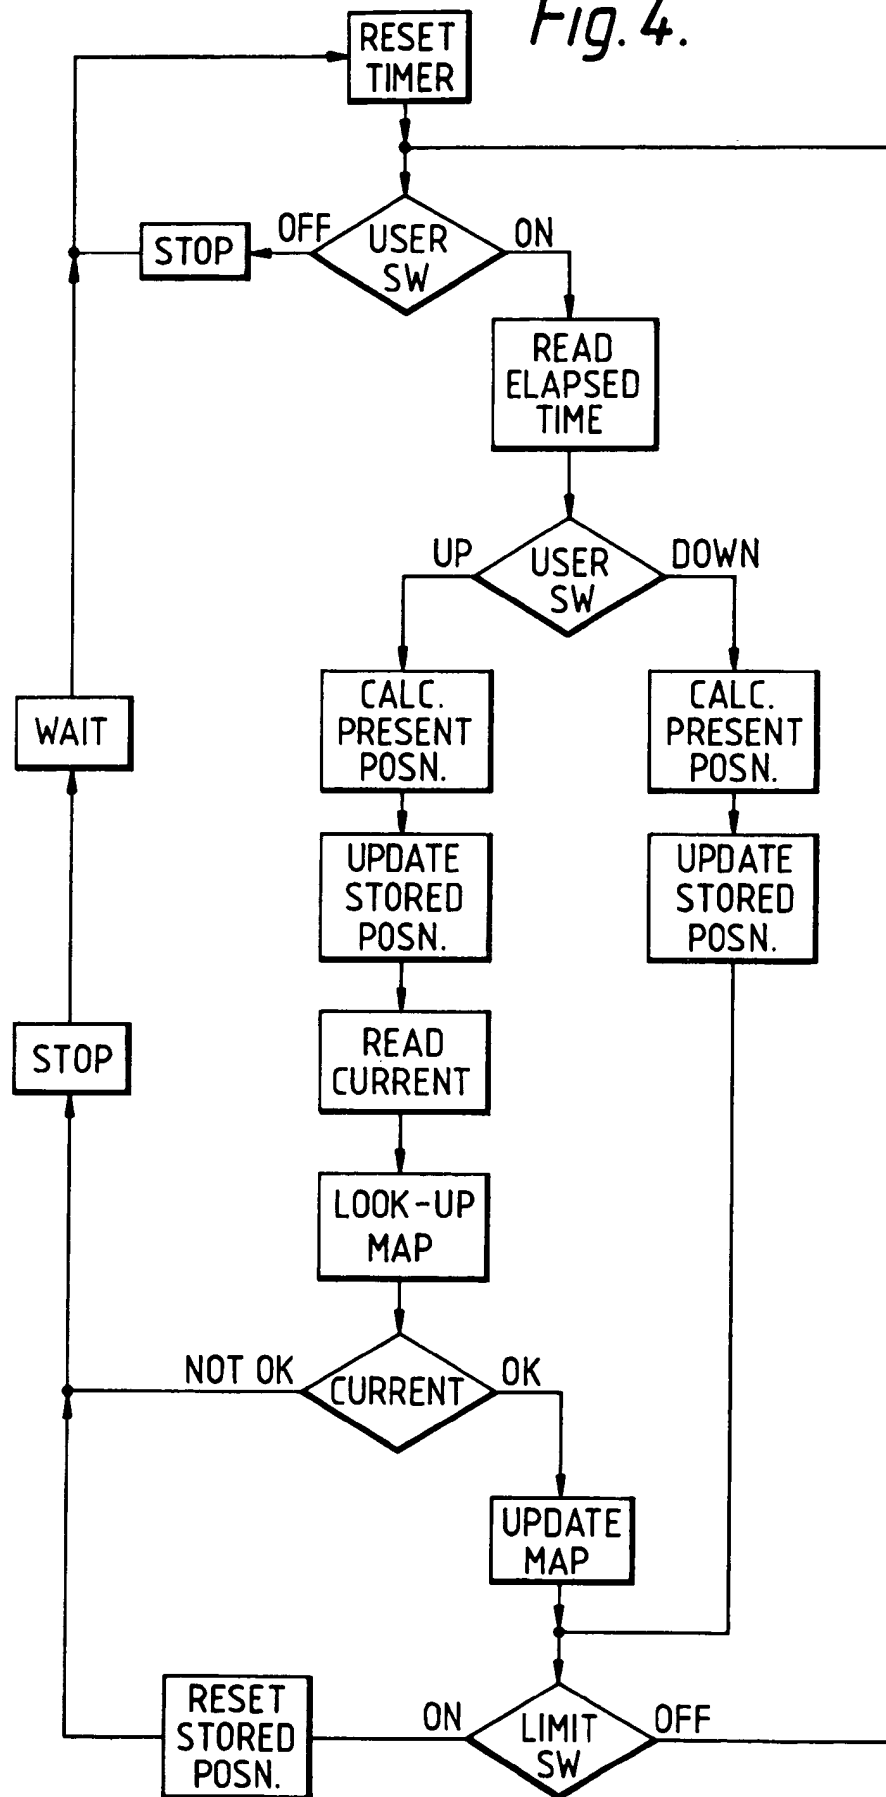 Fig. 4.
RESET
TIMER
OFF
USER
SW
ON
STOP
READ
ELAPSED
TIME
UP
USER
SW
DOWN
CALC.
PRESENT
POSN.
CALC.
PRESENT
POSN.
WAIT
UPDATE
STORED
POSN.
UPDATE
STORED
POSN.
STOP
READ
CURRENT
LOOK-UP
MAP
NOT OK
CURRENT
OK
UPDATE
MAP
RESET
STORED
POSN.
ON
LIMIT
SW
OFF